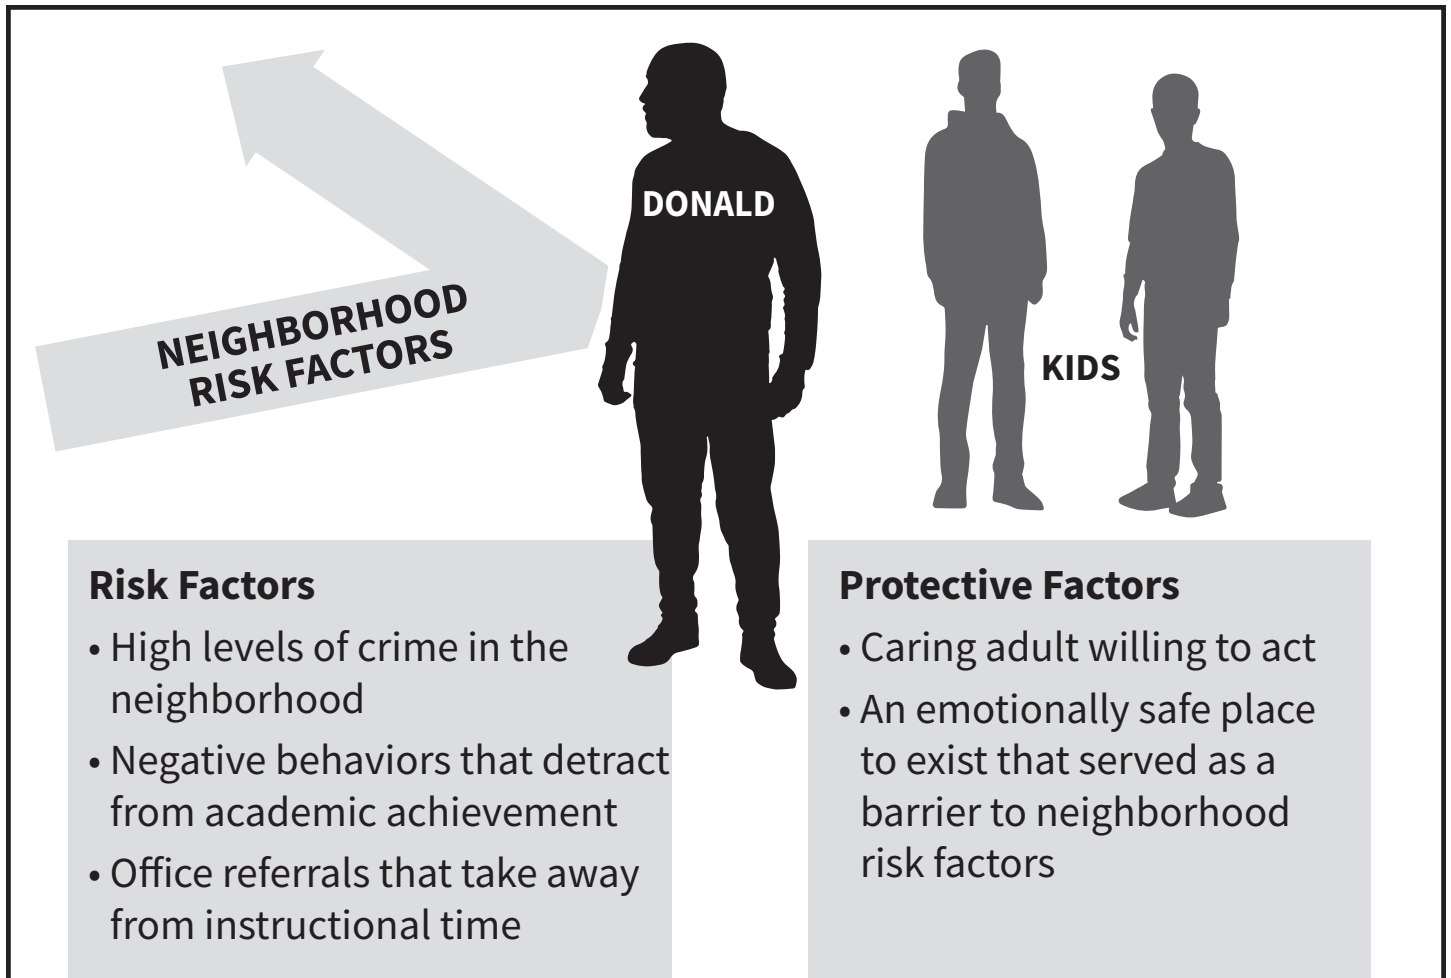 DONALD
NEIGHBORHOOD
RISK FACTORS
KIDS
Risk Factors
• High levels of crime in the
neighborhood
• Negative behaviors that detract
from academic achievement
• Office referrals that take away
from instructional time
Protective Factors
• Caring adult willing to act
• An emotionally safe place
to exist that served as a
barrier to neighborhood
risk factors